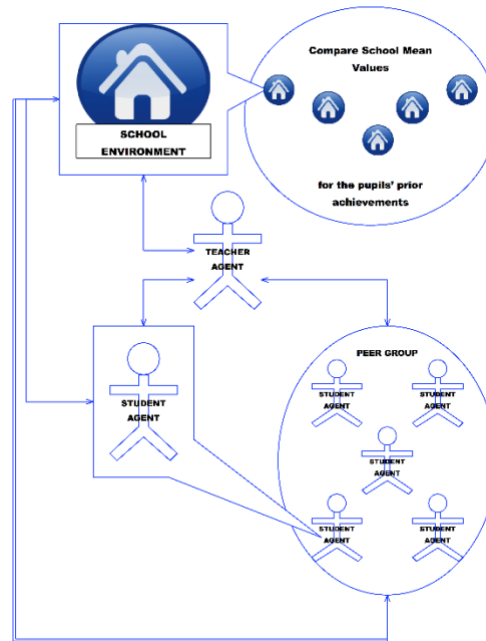 Compare School Mean
Values
SCHOOL
ENVIRONMENT
for the pupils' prior
achievements
TEACHER
AGENT
PEER GROUP
STUDENT
AGENT
STUDENT
AGENT
STUDENT
AGENT
STUDENT
AGENT
STUDENT
AGENT
STUDENT
AGENT